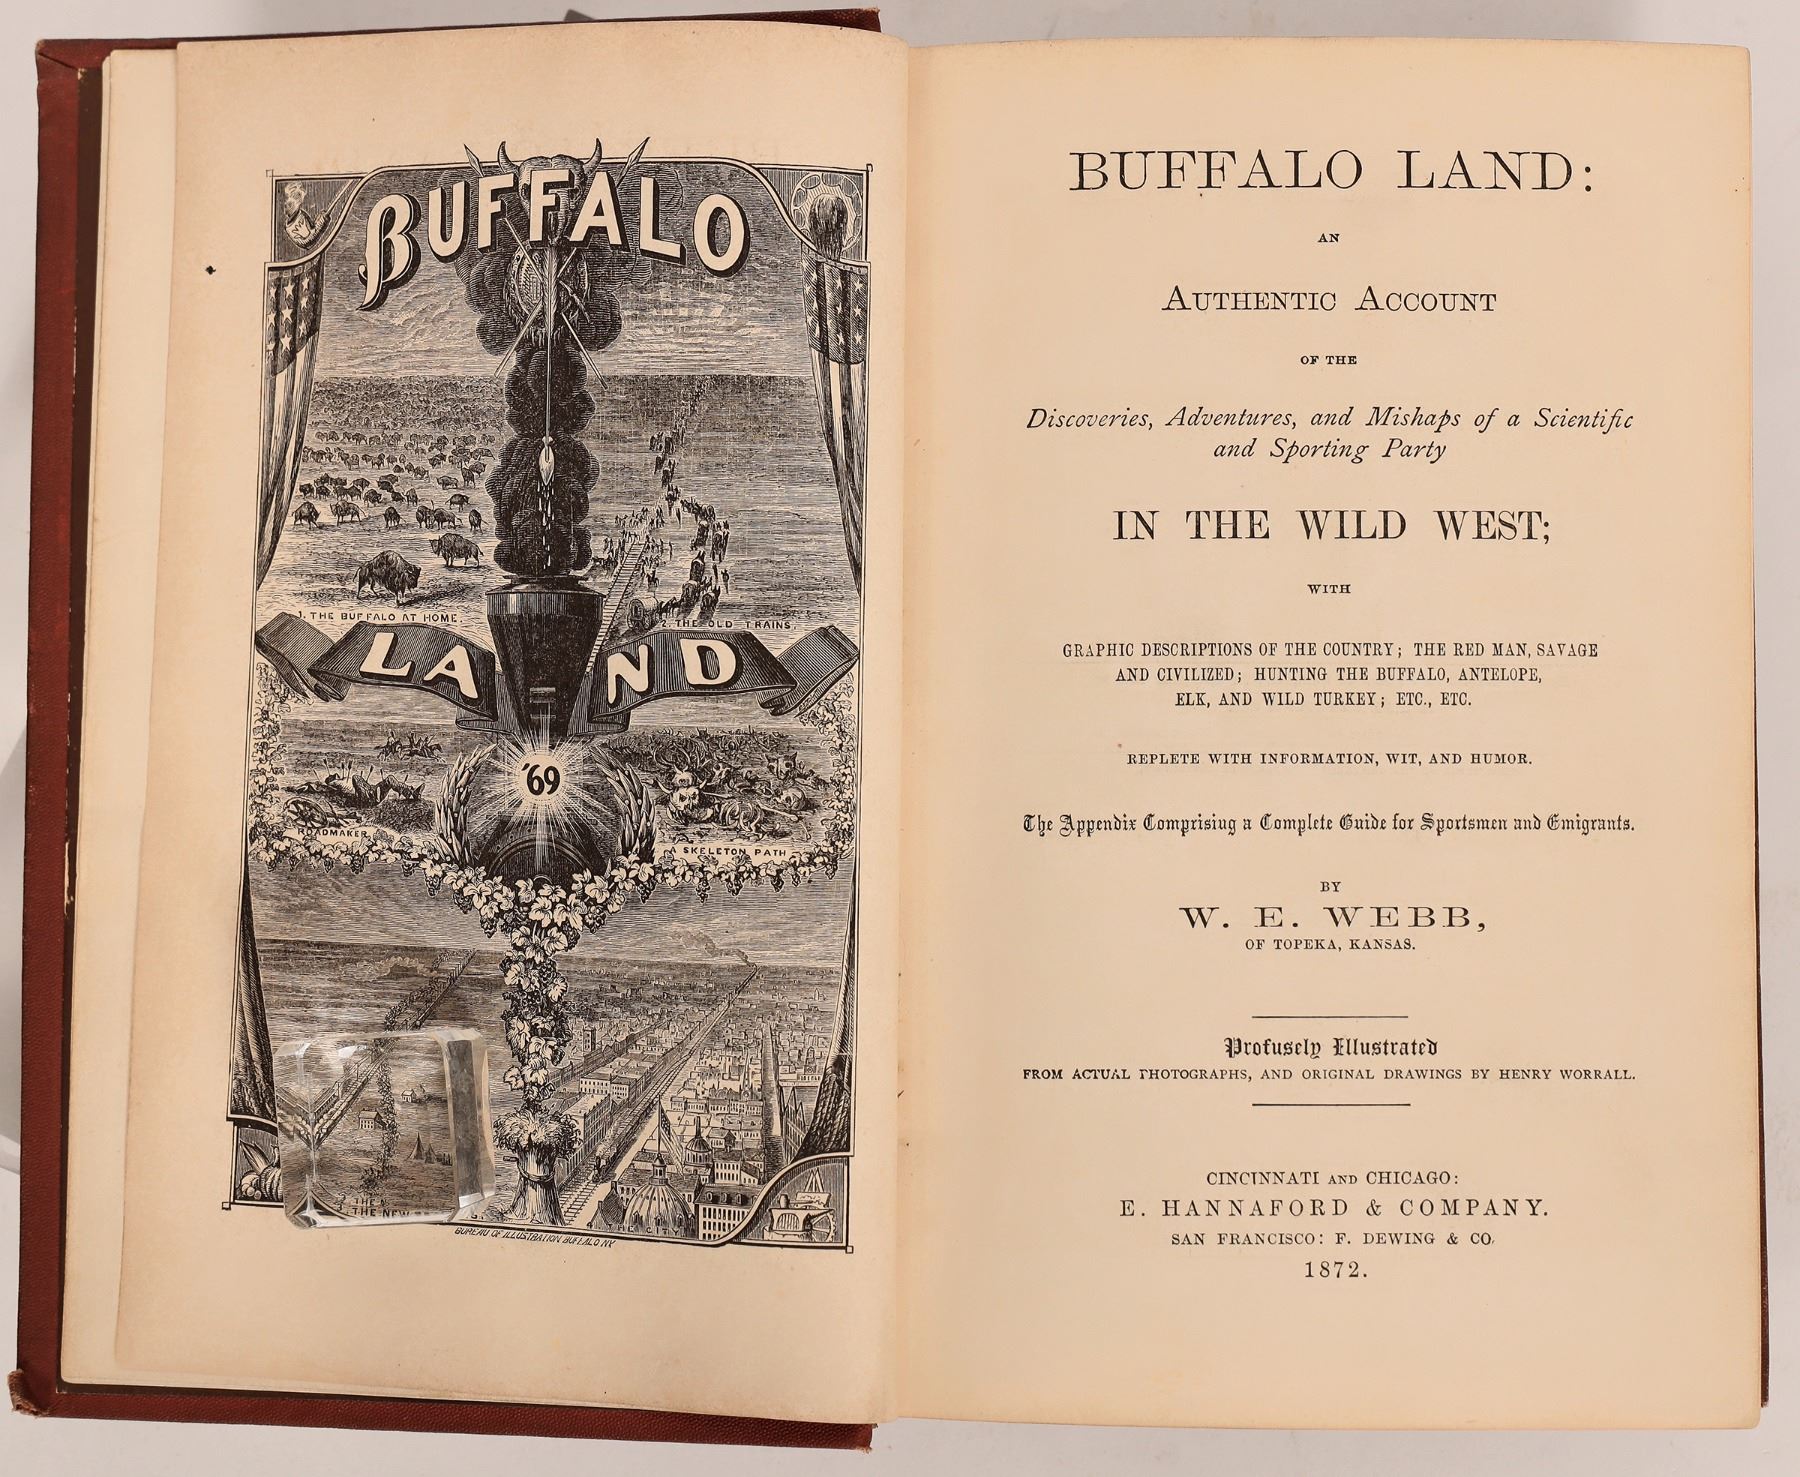 BUFFALO
1. THE BUFFALO AT HOME.
2. THE OLD TRAINS.
LAND
'69
ROADMAKER
A SKELETON PATH
THE N
THE NEW
THE CITY
BUREAU OF ILLUSTRATION BUFFALO NY
BUFFALO LAND:
AN
AUTHENTIC ACCOUNT
OF THE
Discoveries, Adventures, and Mishaps of a Scientific
and Sporting Party
IN THE WILD WEST;
WITH
GRAPHIC DESCRIPTIONS OF THE COUNTRY; THE RED MAN, SAVAGE
AND CIVILIZED; HUNTING THE BUFFALO, ANTELOPE,
ELK, AND WILD TURKEY; ETC., ETC.
REPLETE WITH INFORMATION, WIT, AND HUMOR.
The Appendix Comprising a Complete Guide for Sportsmen and Emigrants.
BY
W. E. WEBB,
OF TOPEKA, KANSAS.
Profusely Illustrated
FROM ACTUAL PHOTOGRAPHS, AND ORIGINAL DRAWINGS BY HENRY WORRALL.
CINCINNATI AND CHICAGO:
E. HANNAFORD & COMPANY.
SAN FRANCISCO: F. DEWING & CO.
1872.